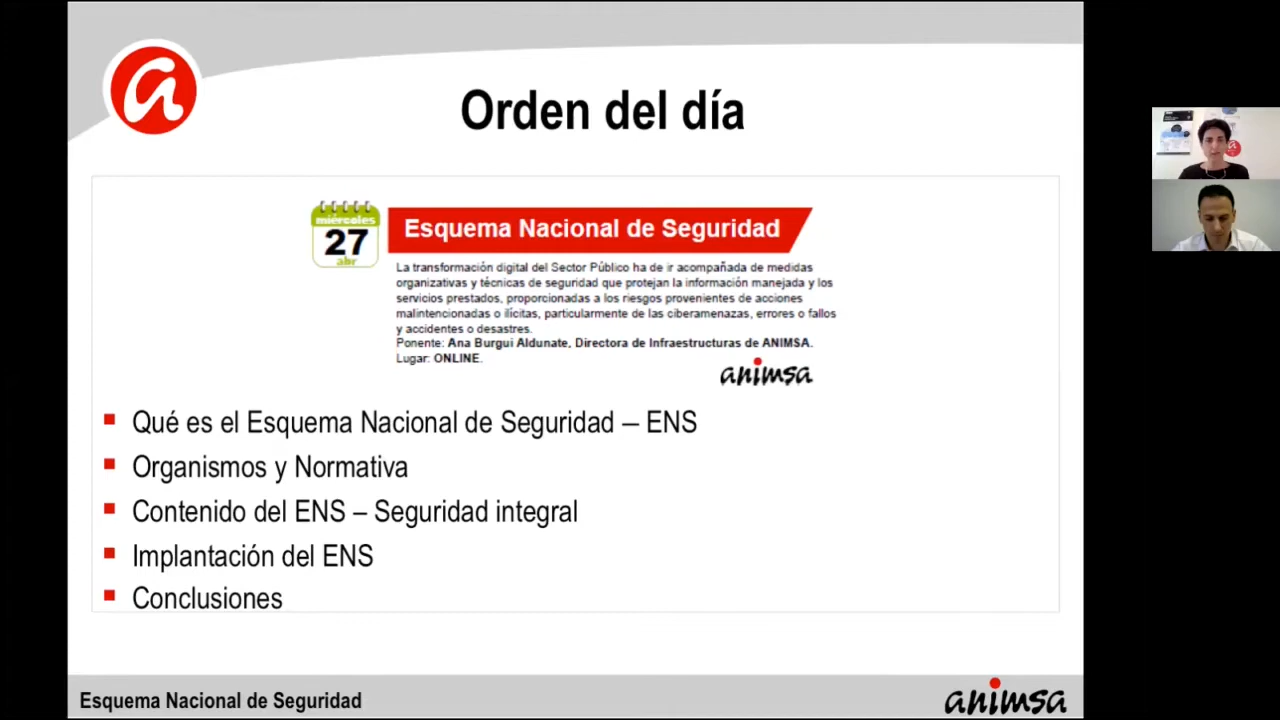 Orden del día
miércoles
27
abr
Esquema Nacional de Seguridad
La transformación digital del Sector Público ha de ir acompañada de medidas
organizativas y técnicas de seguridad que protejan la información manejada y los
servicios prestados, proporcionadas a los riesgos provenientes de acciones
malintencionadas o ilícitas, particularmente de las ciberamenazas, errores o fallos
y accidentes o desastres.
Ponente: Ana Burgui Aldunate, Directora de Infraestructuras de ANIMSA.
Lugar: ONLINE.
animsa
Qué es el Esquema Nacional de Seguridad – ENS
Organismos y Normativa
Contenido del ENS – Seguridad integral
Implantación del ENS
Conclusiones
Esquema Nacional de Seguridad
animsa